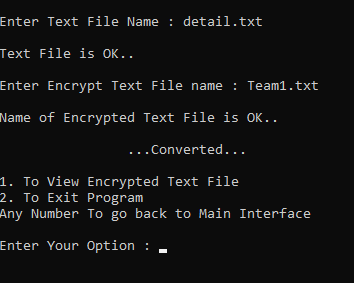 Enter Text File Name : detail.txt
Text File is OK..
Enter Encrypt Text File name : Team1.txt
Name of Encrypted Text File is OK..
...Converted...
1. To View Encrypted Text File
2. To Exit Program
Any Number To go back to Main Interface
Enter Your Option : _